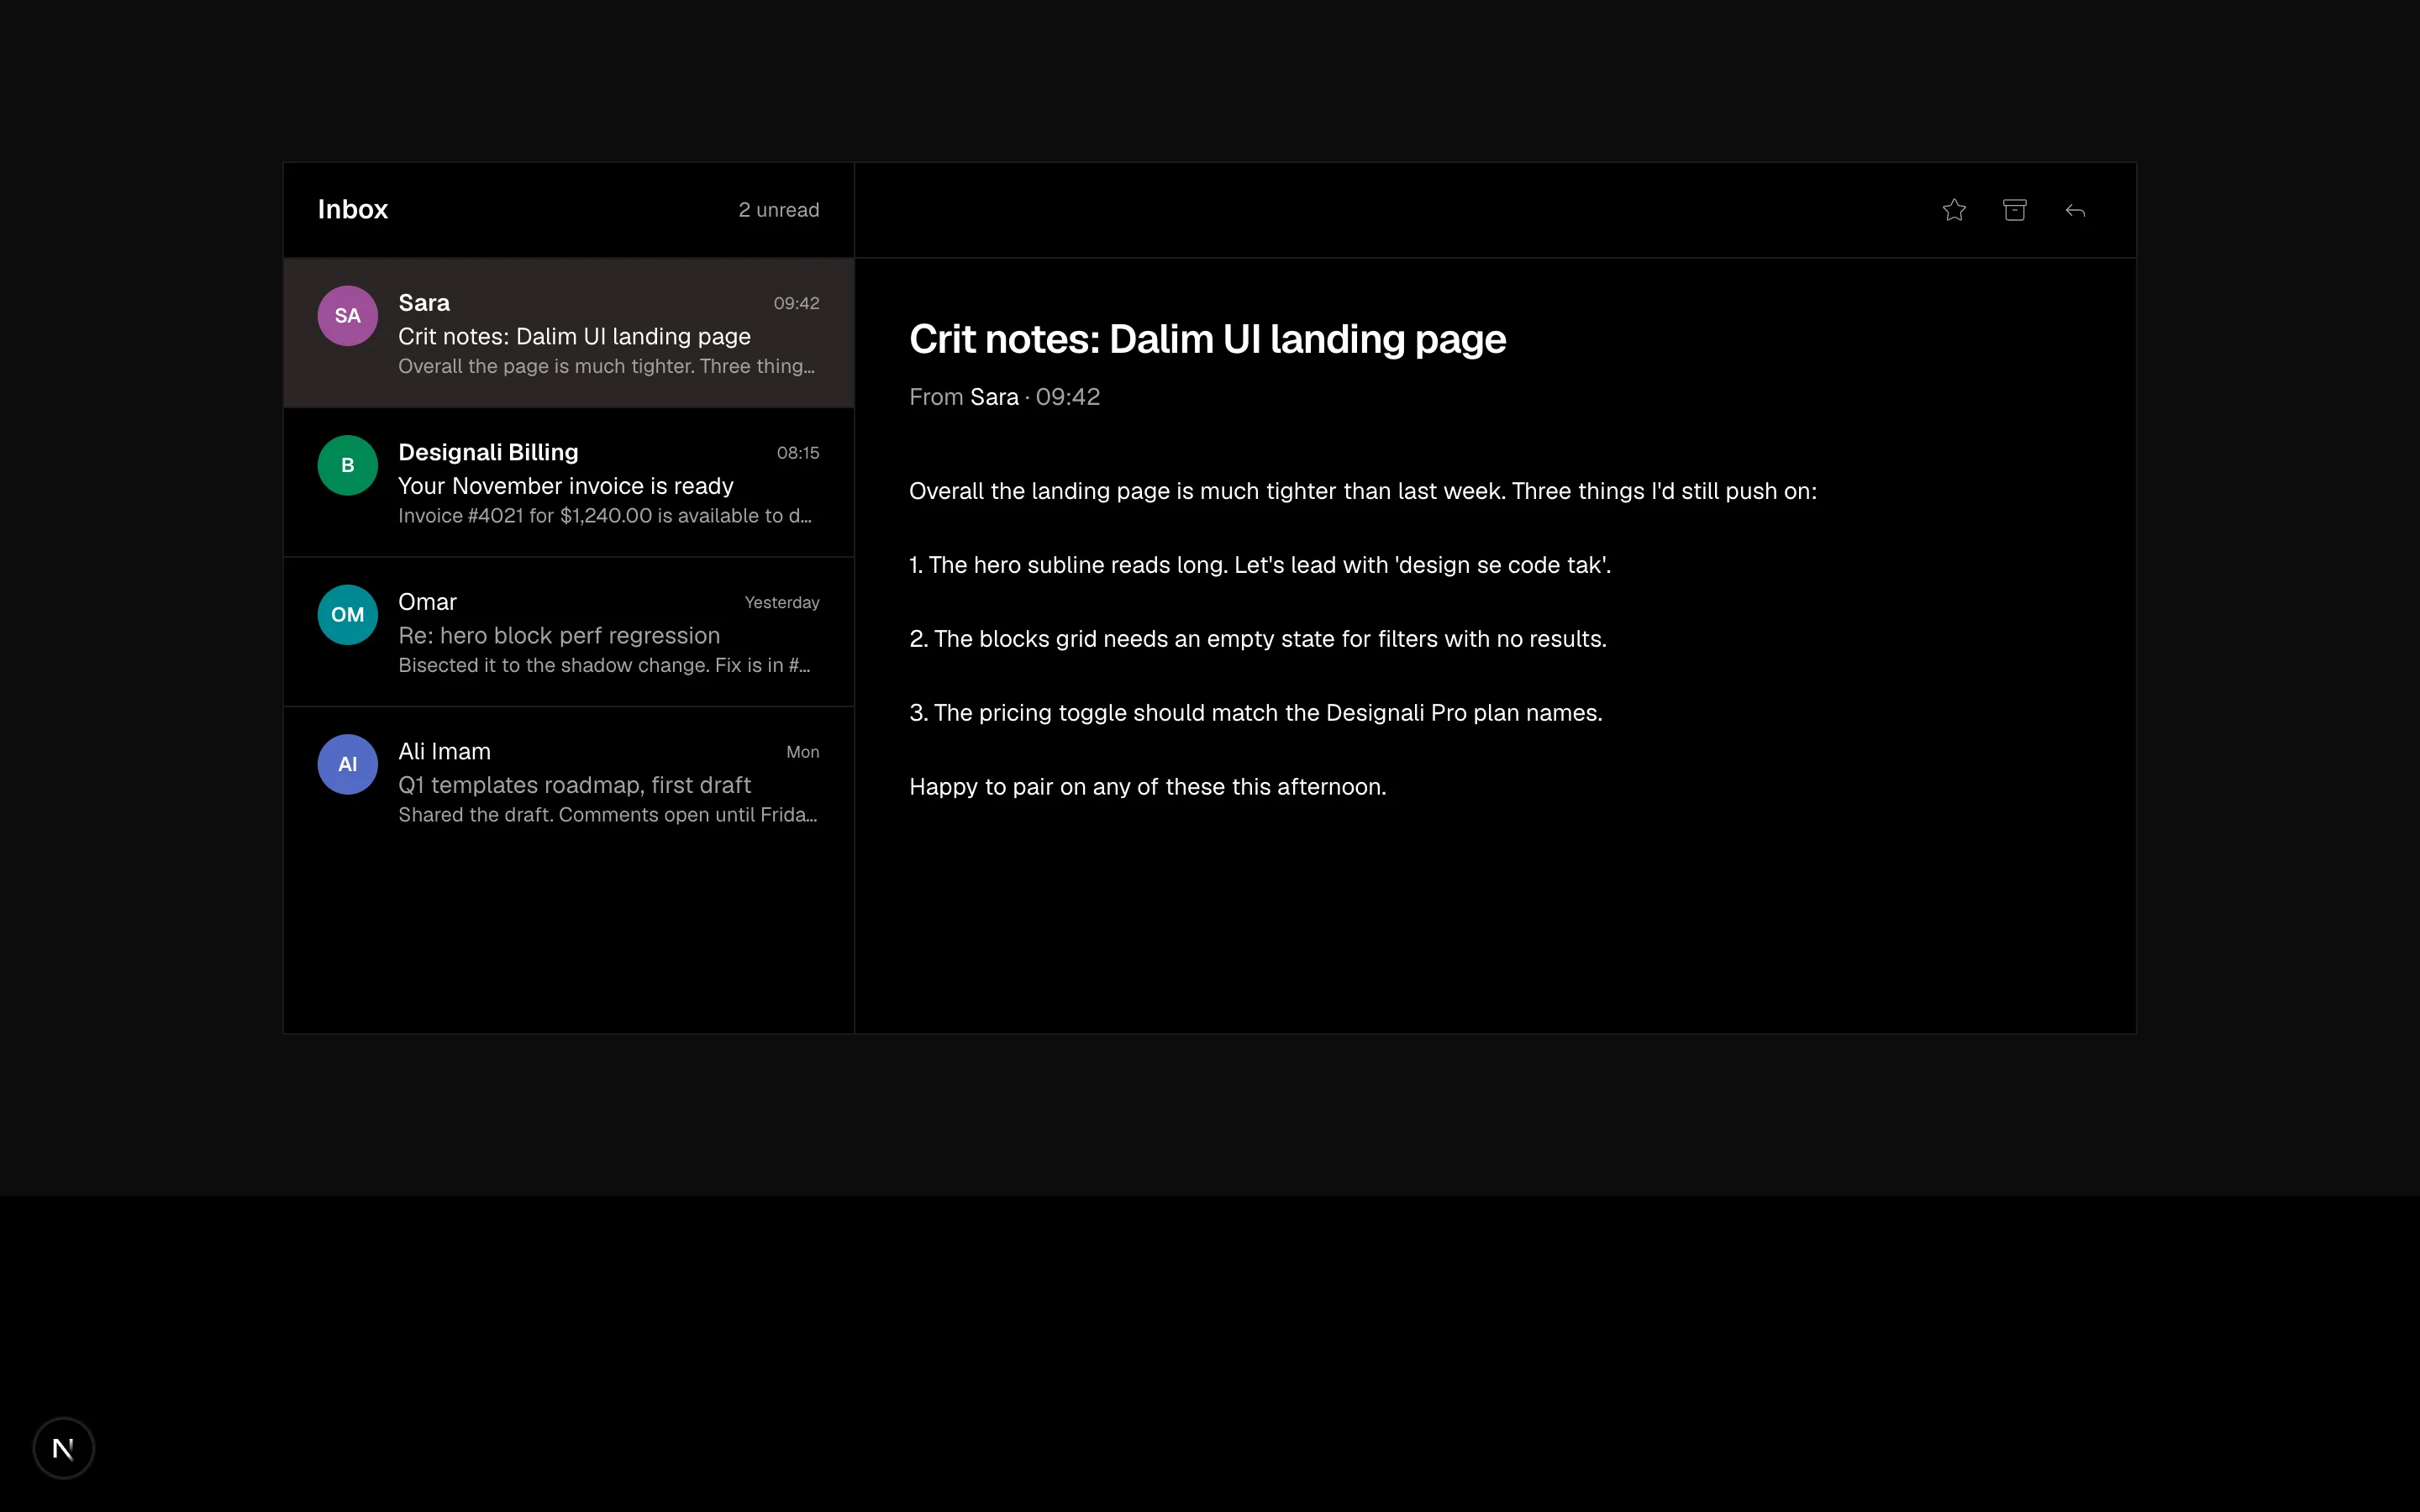 Inbox
2 unread
SA
Sara
09:42
Crit notes: Dalim UI landing page
Overall the page is much tighter. Three thing...
B
Designali Billing
08:15
Your November invoice is ready
Invoice #4021 for $1,240.00 is available to d...
OM
Omar
Yesterday
Re: hero block perf regression
Bisected it to the shadow change. Fix is in #...
AI
Ali Imam
Mon
Q1 templates roadmap, first draft
Shared the draft. Comments open until Frida...
Crit notes: Dalim UI landing page
From Sara · 09:42
Overall the landing page is much tighter than last week. Three things I'd still push on:
1. The hero subline reads long. Let's lead with 'design se code tak'.
2. The blocks grid needs an empty state for filters with no results.
3. The pricing toggle should match the Designali Pro plan names.
Happy to pair on any of these this afternoon.
N